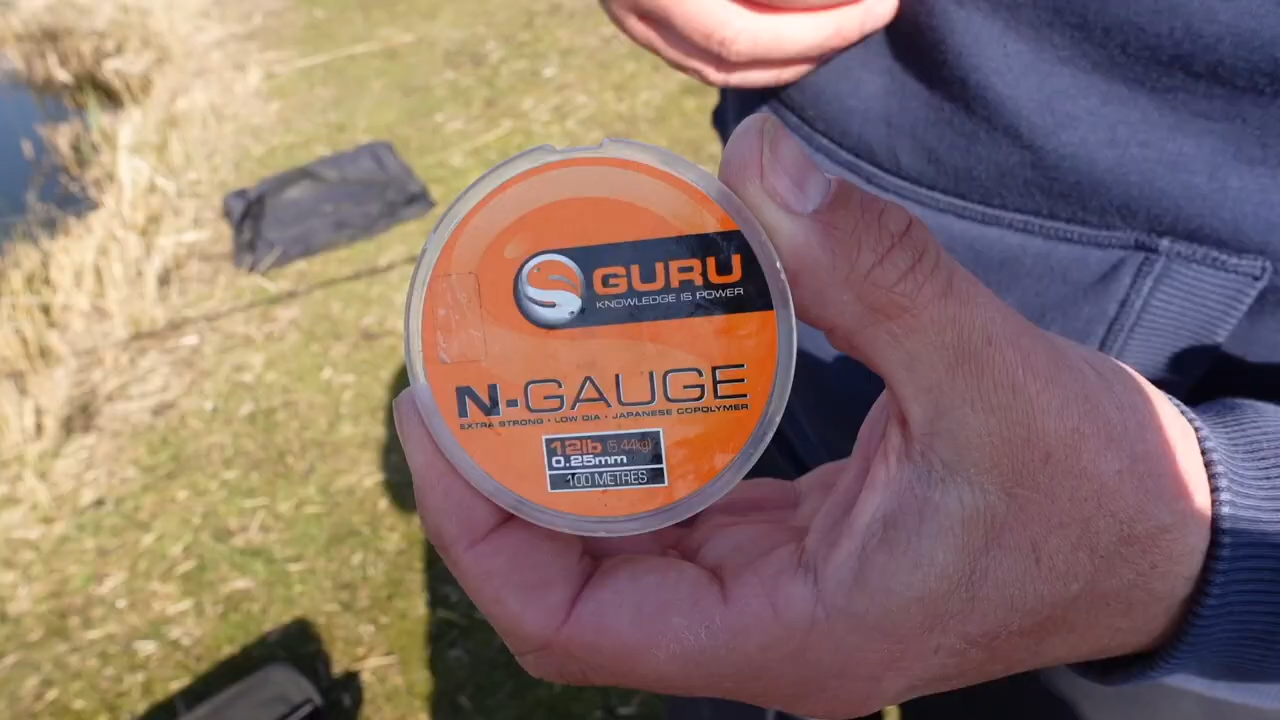 GURU
KNOWLEDGE IS POWER
N-GAUGE
EXTRA STRONG • LOW DIA • JAPANESE COPOLYMER
12lb (5.44kg)
0.25mm
100 METRES